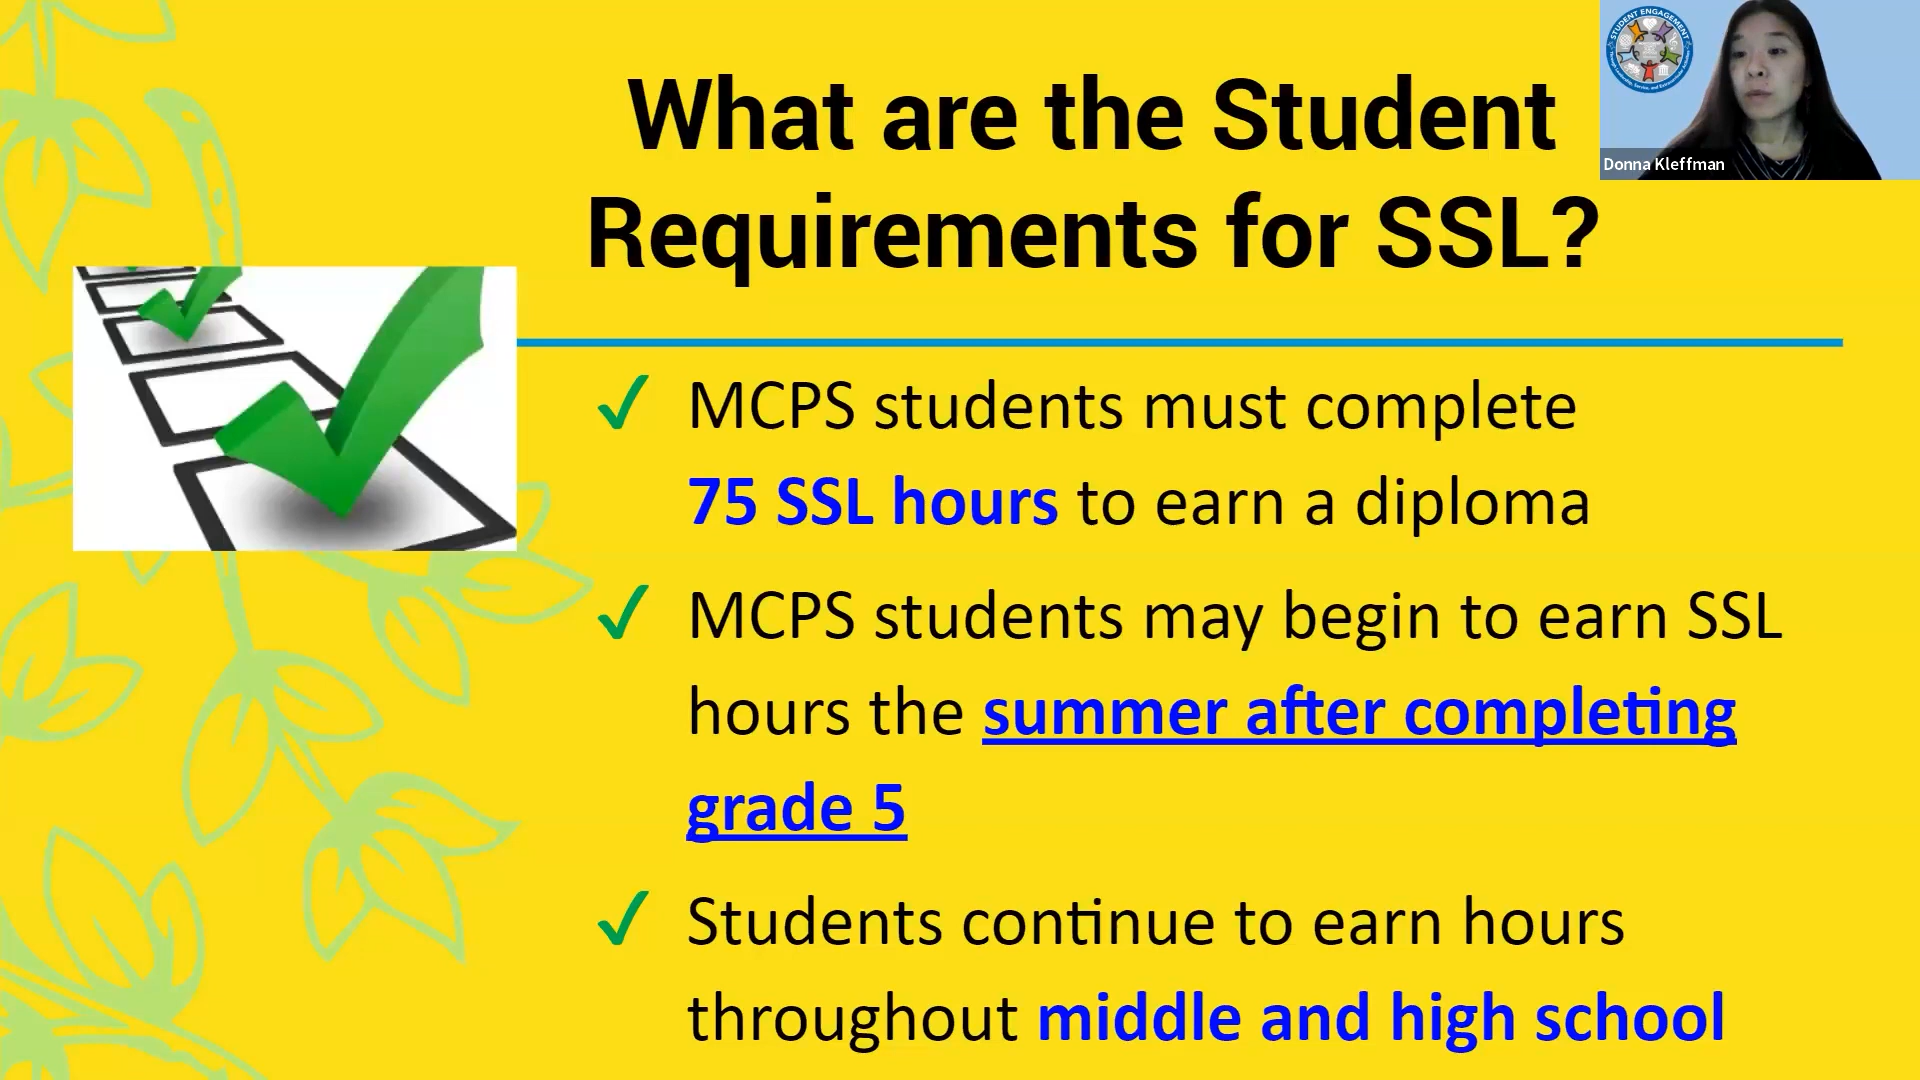 What are the Student
Requirements for SSL?
STUDENT ENGAGEMENT
Donna Kleffman
✓ MCPS students must complete
75 SSL hours to earn a diploma
✓ MCPS students may begin to earn SSL
hours the summer after completing
grade 5
✓ Students continue to earn hours
throughout middle and high school